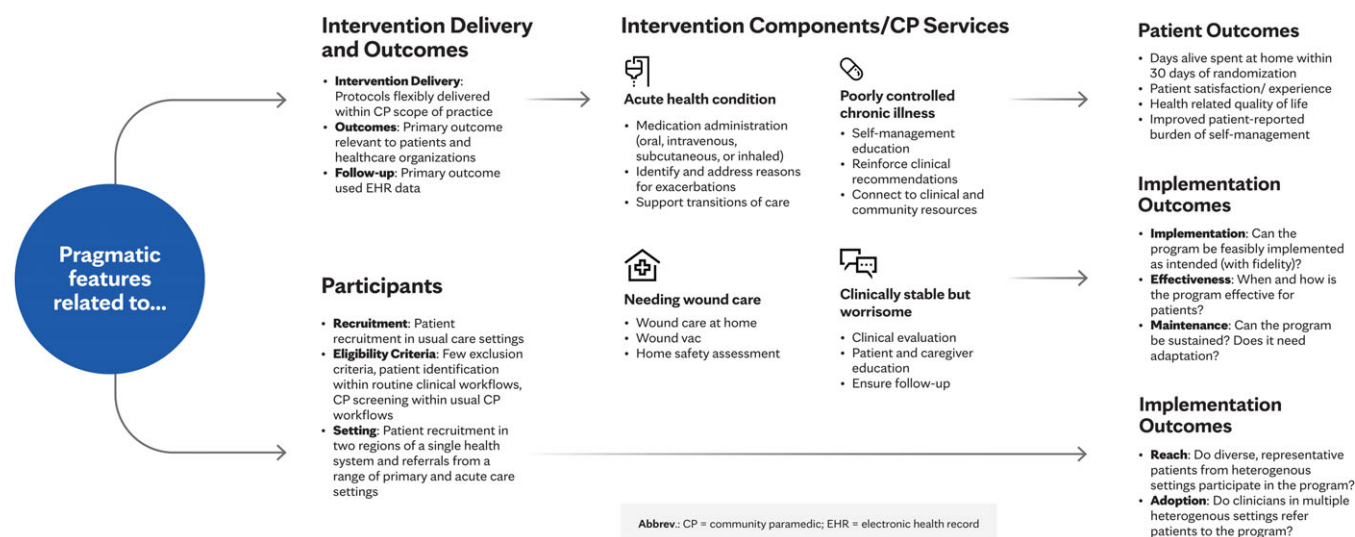 Pragmatic
features
related to...
Intervention Delivery
and Outcomes
• Intervention Delivery:
Protocols flexibly delivered
within CP scope of practice
• Outcomes: Primary outcome
relevant to patients and
healthcare organizations
• Follow-up: Primary outcome
used EHR data
Participants
• Recruitment: Patient
recruitment in usual care settings
• Eligibility Criteria: Few exclusion
criteria, patient identification
within routine clinical workflows,
CP screening within usual CP
workflows
• Setting: Patient recruitment in
two regions of a single health
system and referrals from a
range of primary and acute care
settings
Intervention Components/CP Services
Acute health condition
• Medication administration
(oral, intravenous,
subcutaneous, or inhaled)
• Identify and address reasons
for exacerbations
• Support transitions of care
Poorly controlled
chronic illness
• Self-management
education
• Reinforce clinical
recommendations
• Connect to clinical and
community resources
Needing wound care
• Wound care at home
• Wound vac
• Home safety assessment
Clinically stable but
worrisome
• Clinical evaluation
• Patient and caregiver
education
• Ensure follow-up
Abbrev.: CP = community paramedic; EHR = electronic health record
Patient Outcomes
• Days alive spent at home within
30 days of randomization
• Patient satisfaction/ experience
• Health related quality of life
• Improved patient-reported
burden of self-management
Implementation
Outcomes
• Implementation: Can the
program be feasibly implemented
as intended (with fidelity)?
• Effectiveness: When and how is
the program effective for
patients?
• Maintenance: Can the program
be sustained? Does it need
adaptation?
Implementation
Outcomes
• Reach: Do diverse, representative
patients from heterogenous
settings participate in the program?
• Adoption: Do clinicians in multiple
heterogenous settings refer
patients to the program?